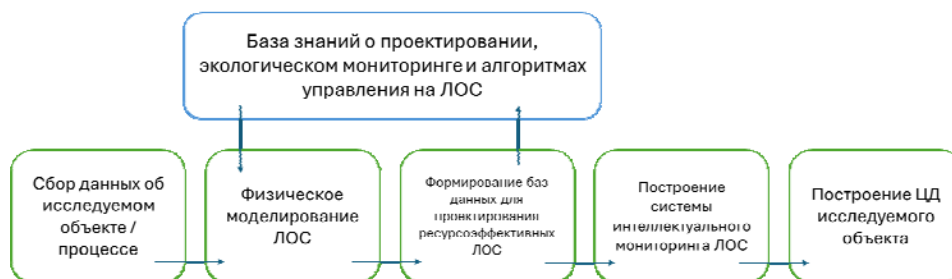 База знаний о проектировании,
экологическом мониторинге и алгоритмах
управления на ЛОС
Сбор данных об
исследуемом
объекте /
процессе
Физическое
моделирование
ЛОС
Формирование баз
данных для
проектирования
ресурсоэффективных
ЛОС
Построение
системы
интеллектуального
мониторинга ЛОС
Построение ЦД
исследуемого
объекта